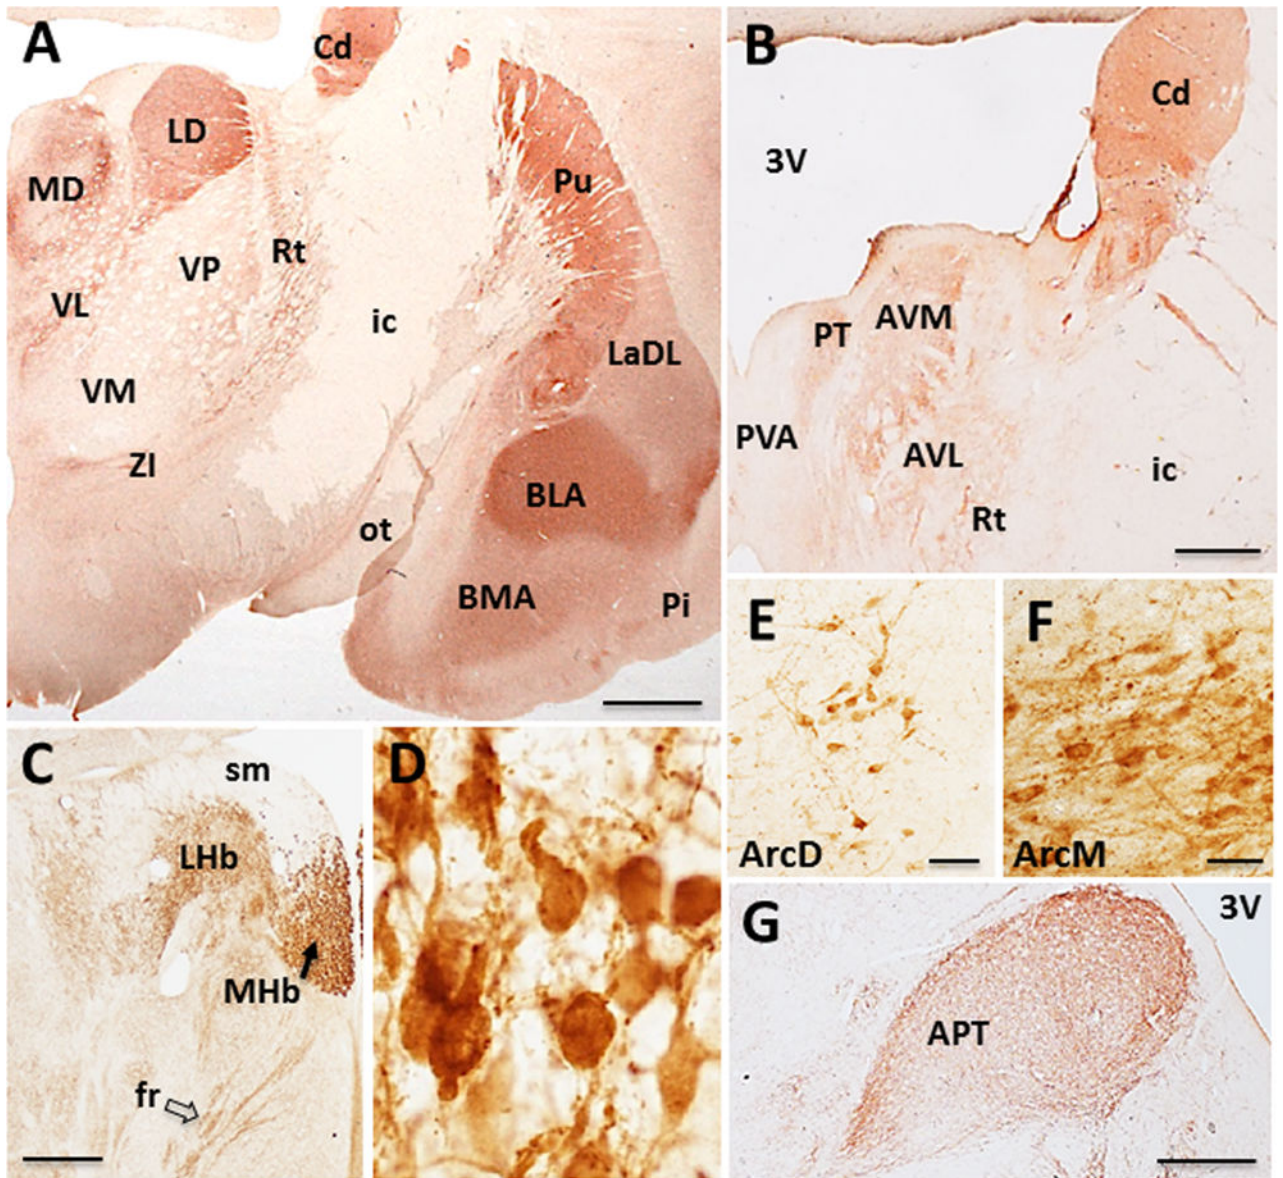 A
Cd
LD
MD
Pu
Rt
VP
VL
ic
LaDL
VM
ZI
BLA
ot
BMA
Pi
B
Cd
3V
AVM
PT
PVA
AVL
ic
Rt
C
sm
LHb
MHb
fr
D
E
ArcD
F
ArcM
G
3V
APT